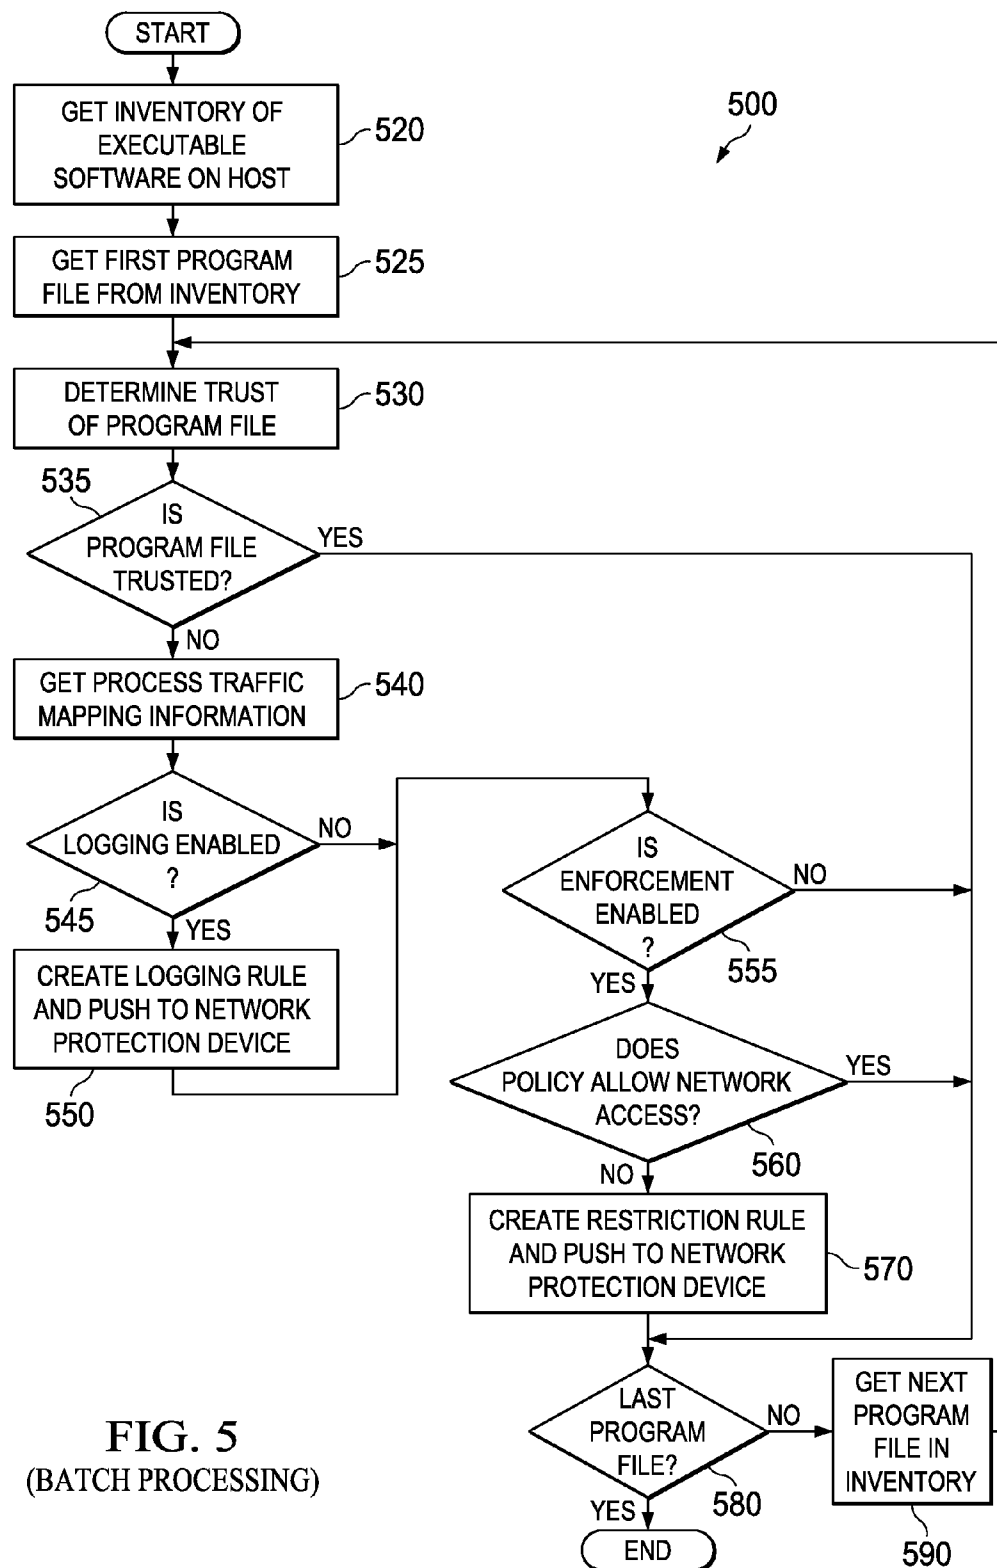 START
GET INVENTORY OF
EXECUTABLE
SOFTWARE ON HOST
520
500
GET FIRST PROGRAM
FILE FROM INVENTORY
525
DETERMINE TRUST
OF PROGRAM FILE
530
535
IS
PROGRAM FILE
TRUSTED?
YES
NO
GET PROCESS TRAFFIC
MAPPING INFORMATION
540
IS
LOGGING ENABLED
?
NO
545
YES
CREATE LOGGING RULE
AND PUSH TO NETWORK
PROTECTION DEVICE
550
IS
ENFORCEMENT
ENABLED
?
NO
555
YES
DOES
POLICY ALLOW NETWORK
ACCESS?
YES
560
NO
CREATE RESTRICTION RULE
AND PUSH TO NETWORK
PROTECTION DEVICE
570
LAST
PROGRAM
FILE?
NO
580
YES
GET NEXT
PROGRAM
FILE IN
INVENTORY
590
END
FIG. 5
(BATCH PROCESSING)